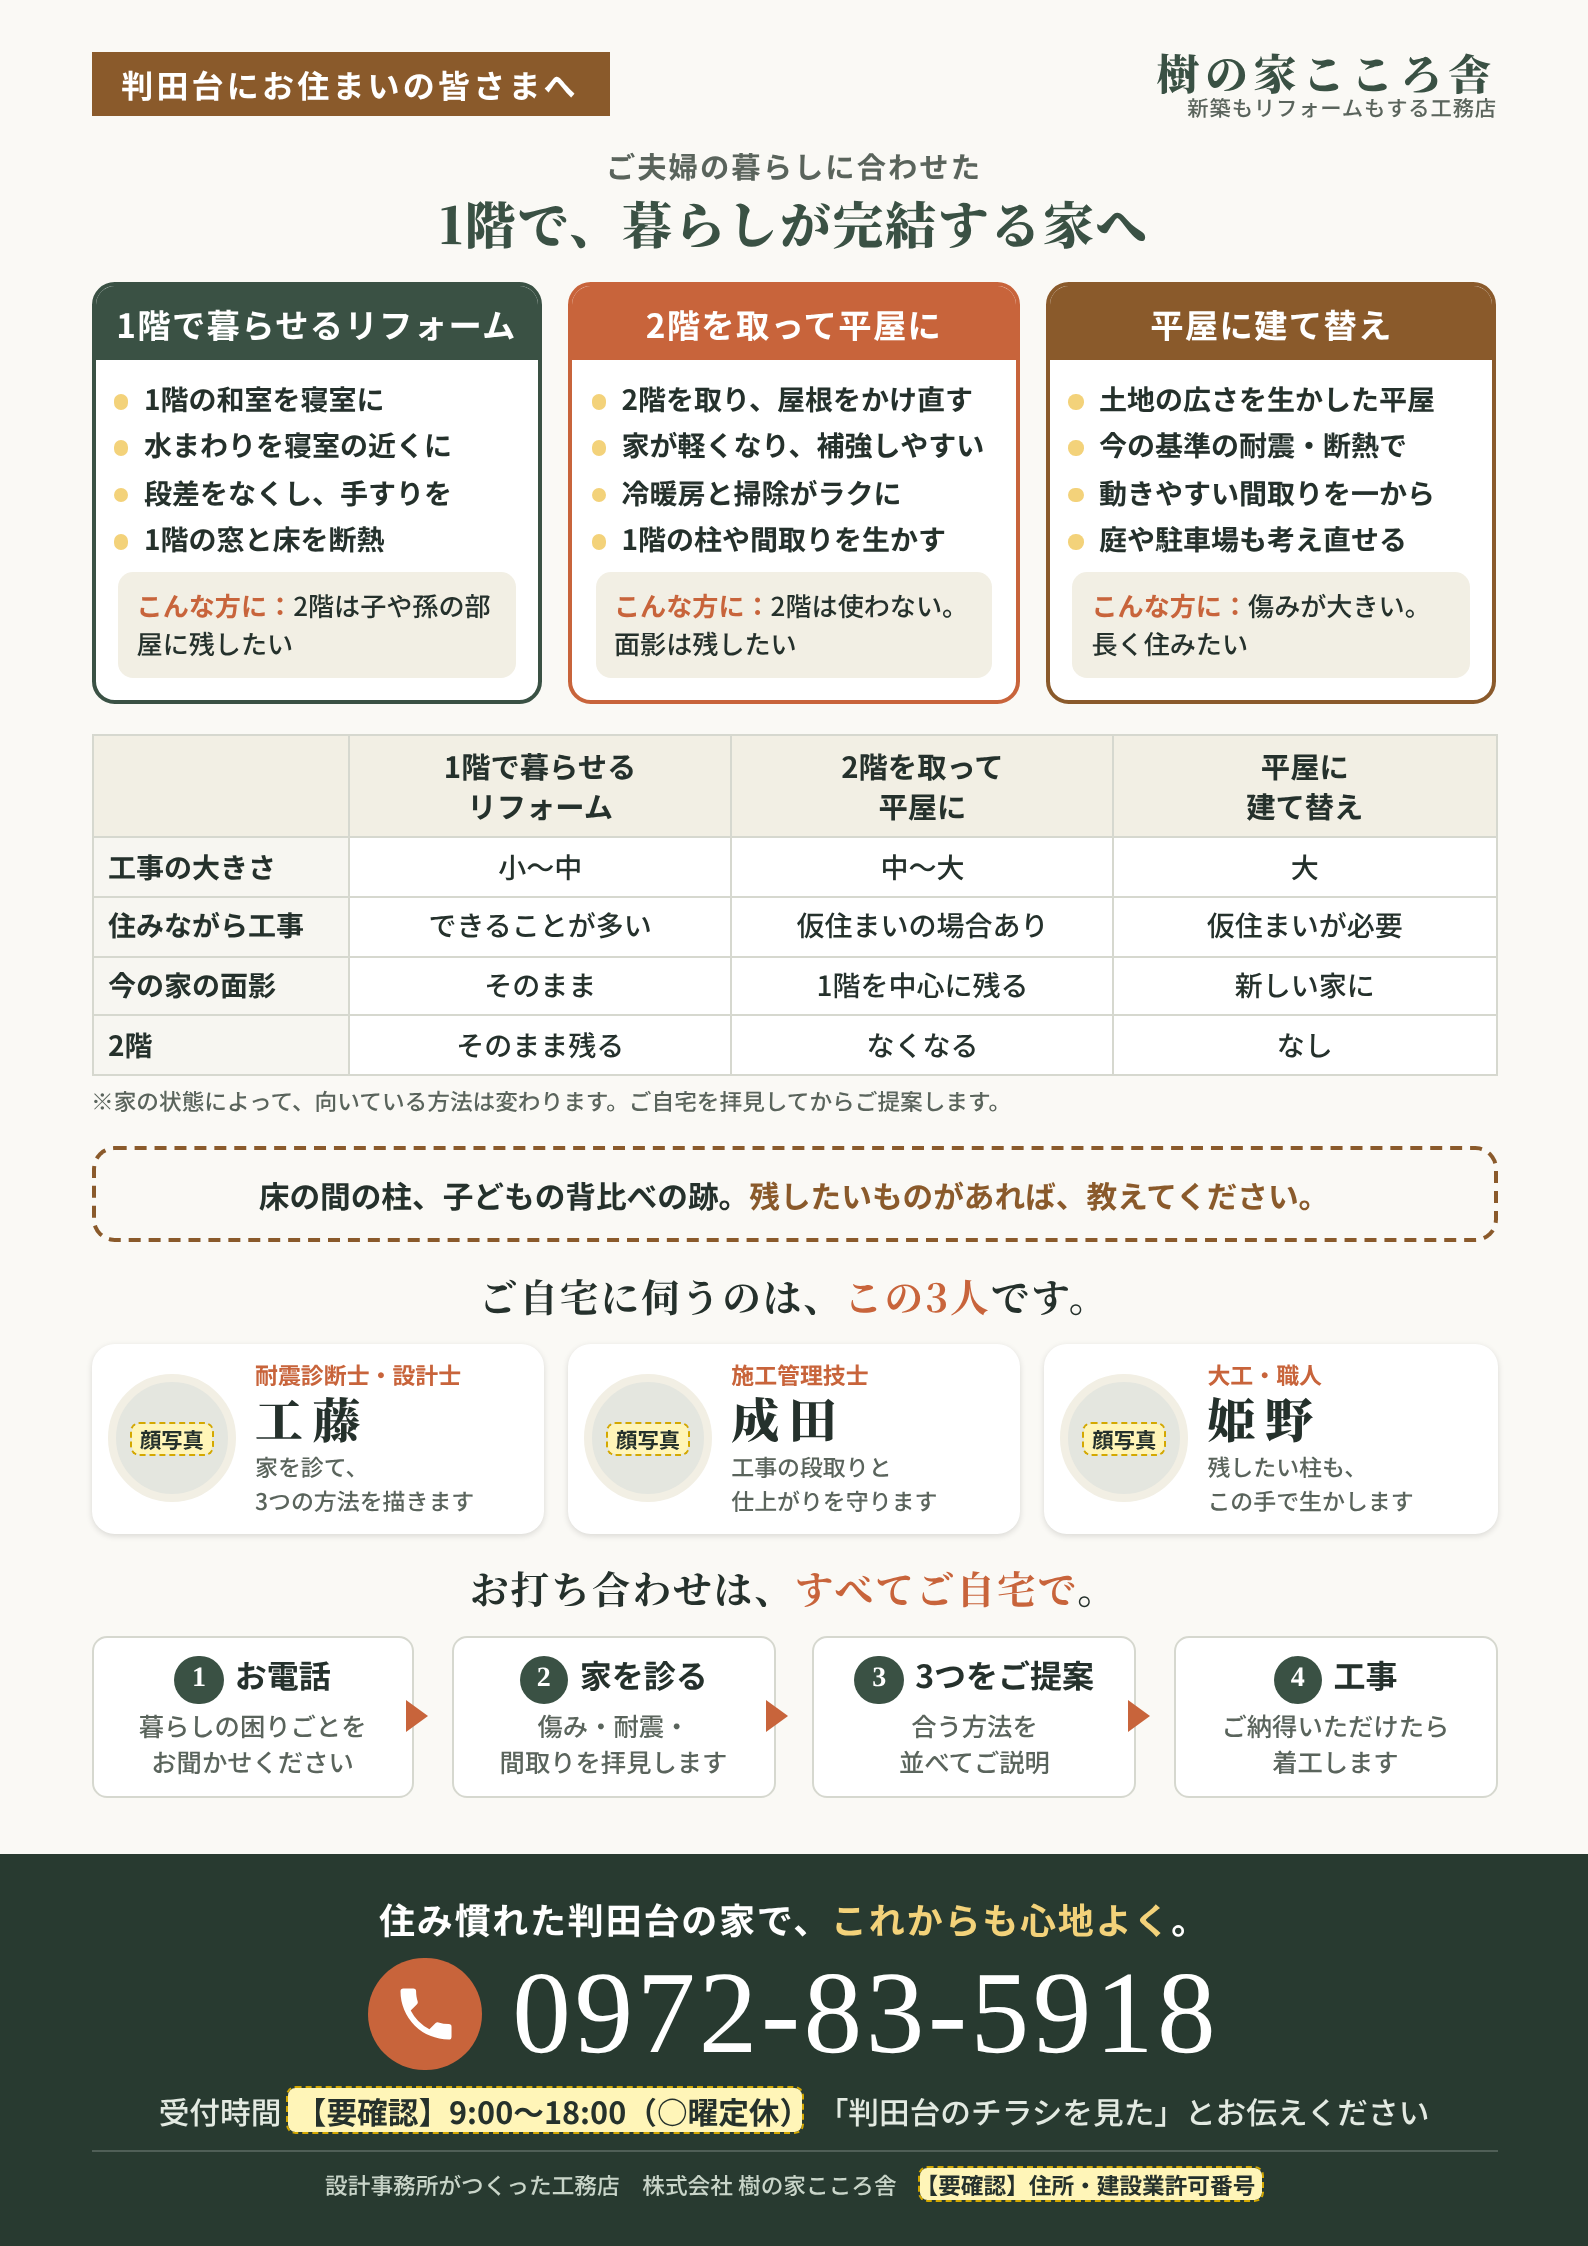 判田台にお住まいの皆さまへ
樹の家こころ舎
新築もリフォームもする工務店
ご夫婦の暮らしに合わせた
1階で、暮らしが完結する家へ
1階で暮らせるリフォーム
1階の和室を寝室に
水まわりを寝室の近くに
段差をなくし、手すりを
1階の窓と床を断熱
こんな方に：2階は子や孫の部
屋に残したい
2階を取って平屋に
2階を取り、屋根をかけ直す
家が軽くなり、補強しやすい
冷暖房と掃除がラクに
1階の柱や間取りを生かす
こんな方に：2階は使わない。
面影は残したい
平屋に建て替え
土地の広さを生かした平屋
今の基準の耐震・断熱で
動きやすい間取りを一から
庭や駐車場も考え直せる
こんな方に：傷みが大きい。
長く住みたい
1階で暮らせる
リフォーム
2階を取って
平屋に
平屋に
建て替え
工事の大きさ 小〜中 中〜大 大
住みながら工事 できることが多い 仮住まいの場合あり 仮住まいが必要
今の家の面影 そのまま 1階を中心に残る 新しい家に
2階 そのまま残る なくなる なし
※家の状態によって、向いている方法は変わります。ご自宅を拝見してからご提案します。
床の間の柱、子どもの背比べの跡。残したいものがあれば、教えてください。
ご自宅に伺うのは、この3人です。
顔写真
耐震診断士・設計士
工藤
家を診て、
3つの方法を描きます
顔写真
施工管理技士
成田
工事の段取りと
仕上がりを守ります
顔写真
大工・職人
姫野
残したい柱も、
この手で生かします
お打ち合わせは、すべてご自宅で。
1 お電話
暮らしの困りごとを
お聞かせください
2 家を診る
傷み・耐震・
間取りを拝見します
3 3つをご提案
合う方法を
並べてご説明
4 工事
ご納得いただけたら
着工します
住み慣れた判田台の家で、これからも心地よく。
0972-83-5918
受付時間【要確認】9:00〜18:00（○曜定休） 「判田台のチラシを見た」とお伝えください
設計事務所がつくった工務店　株式会社 樹の家こころ舎　【要確認】住所・建設業許可番号